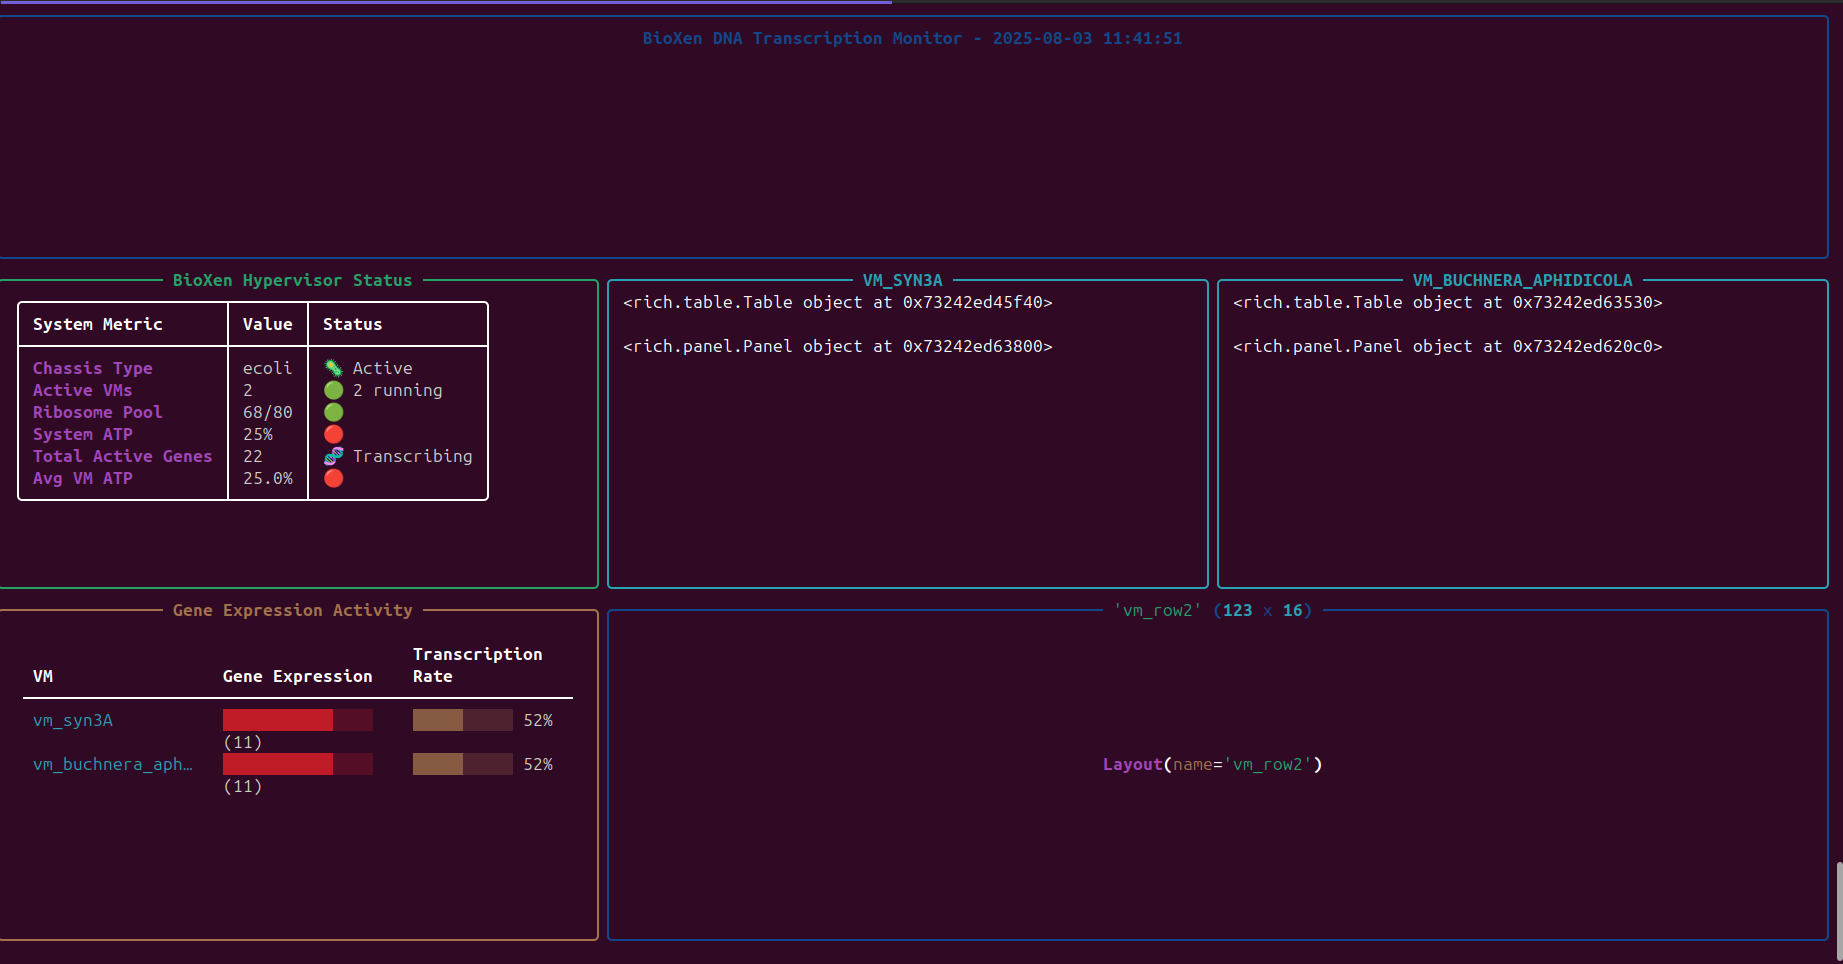 BioXen DNA Transcription Monitor - 2025-08-03 11:41:51
BioXen Hypervisor Status
System Metric Value Status
Chassis Type ecoli 🦠 Active
Active VMs 2 🟢 2 running
Ribosome Pool 68/80 🟢
System ATP 25% 🔴
Total Active Genes 22 🧬 Transcribing
Avg VM ATP 25.0% 🔴
VM_SYN3A
<rich.table.Table object at 0x73242ed45f40>
<rich.panel.Panel object at 0x73242ed63800>
VM_BUCHNERA_APHIDICOLA
<rich.table.Table object at 0x73242ed63530>
<rich.panel.Panel object at 0x73242ed620c0>
Gene Expression Activity
VM Gene Expression Transcription Rate
vm_syn3A (11) 52%
vm_buchnera_aph… (11) 52%
'vm_row2' (123 x 16)
Layout(name='vm_row2')